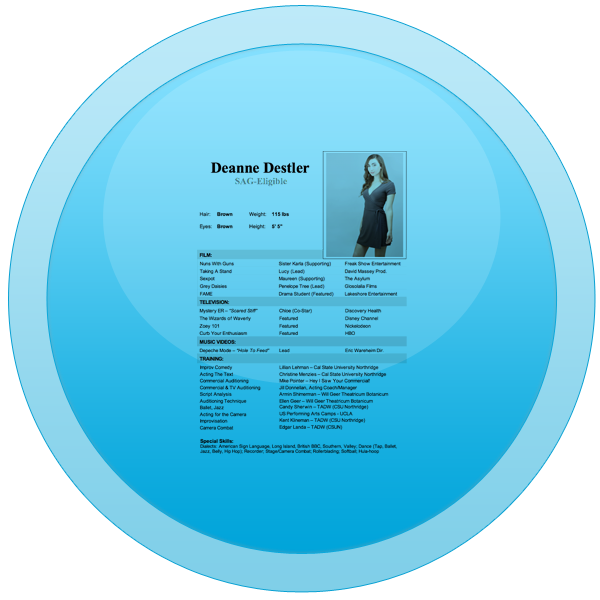 Deanne Destler
SAG-Eligible
Hair: Brown Weight: 115 lbs
Eyes: Brown Height: 5' 5"
FILM:
Nuns With Guns Sister Karla (Supporting) Freak Show Entertainment
Taking A Stand Lucy (Lead) David Massey Prod.
Sexpot Maureen (Supporting) The Asylum
Grey Daisies Penelope Tree (Lead) Glosolalia Films
FAME Drama Student (Featured) Lakeshore Entertainment
TELEVISION:
Mystery ER – "Scared Stiff" Chloe (Co-Star) Discovery Health
The Wizards of Waverly Featured Disney Channel
Zoey 101 Featured Nickelodeon
Curb Your Enthusiasm Featured HBO
MUSIC VIDEOS:
Depeche Mode – "Hole To Feed" Lead Eric Wareheim Dir.
TRAINING:
Improv Comedy Lillian Lehman – Cal State University Northridge
Acting The Text Christine Menzies – Cal State University Northridge
Commercial Auditioning Mike Pointer – Hey I Saw Your Commercial!
Commercial & TV Auditioning Jill Donnellan, Acting Coach/Manager
Script Analysis Armin Shimerman – Will Geer Theatricum Botanicum
Auditioning Technique Ellen Geer – Will Geer Theatricum Botanicum
Ballet, Jazz Candy Sherwin – TADW (CSU Northridge)
Acting for the Camera US Performing Arts Camps - UCLA
Improvisation Kent Kineman – TADW (CSU Northridge)
Camera Combat Edgar Landa – TADW (CSUN)
Special Skills:
Dialects: American Sign Language, Long Island, British BBC, Southern, Valley; Dance (Tap, Ballet,
Jazz, Belly, Hip Hop); Recorder; Stage/Camera Combat; Rollerblading; Softball; Hula-hoop